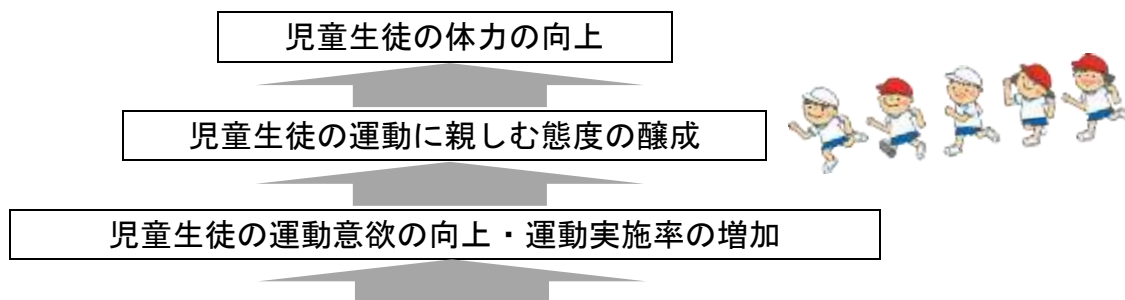 児童生徒の体力の向上
児童生徒の運動に親しむ態度の醸成
児童生徒の運動意欲の向上・運動実施率の増加